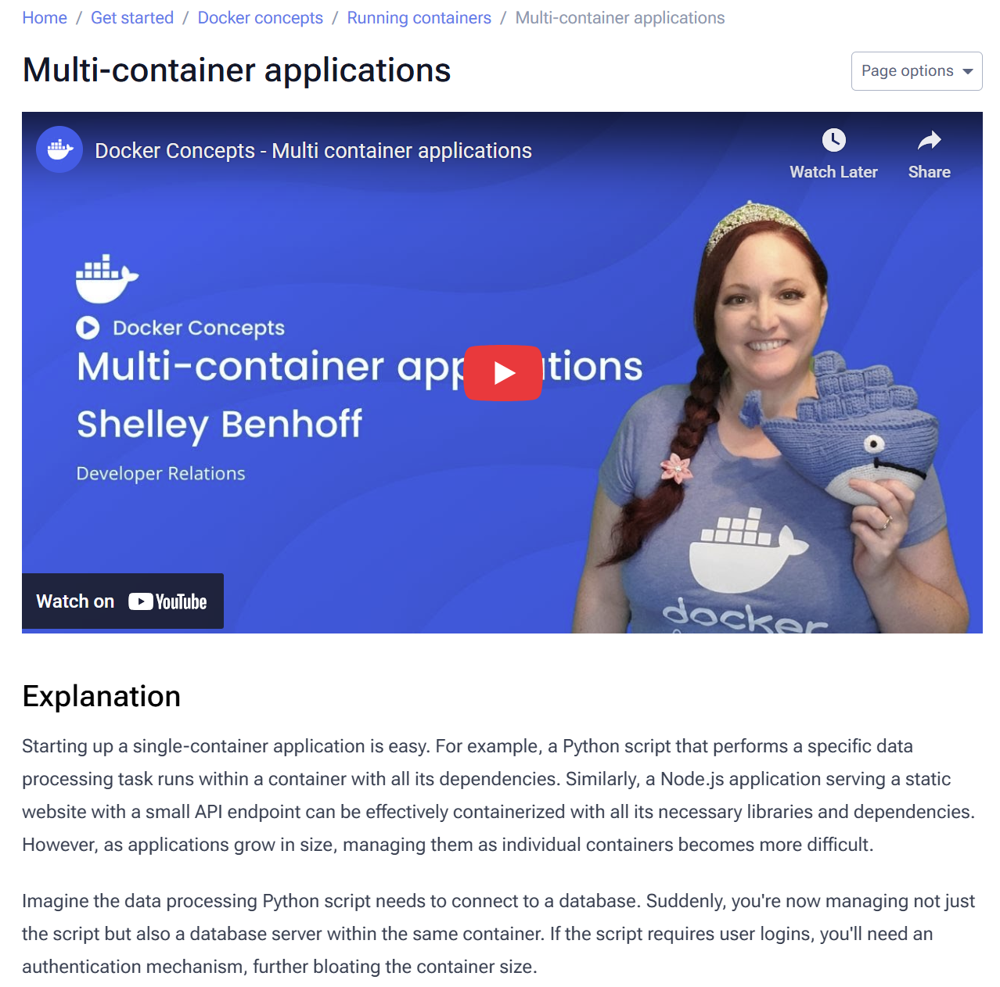 Home / Get started / Docker concepts / Running containers / Multi-container applications
Multi-container applications
Page options
Docker Concepts - Multi container applications
Watch Later
Share
Docker Concepts
Multi-container app tions
Shelley Benhoff
Developer Relations
docker
Watch on YouTube
Explanation
Starting up a single-container application is easy. For example, a Python script that performs a specific data
processing task runs within a container with all its dependencies. Similarly, a Node.js application serving a static
website with a small API endpoint can be effectively containerized with all its necessary libraries and dependencies.
However, as applications grow in size, managing them as individual containers becomes more difficult.
Imagine the data processing Python script needs to connect to a database. Suddenly, you're now managing not just
the script but also a database server within the same container. If the script requires user logins, you'll need an
authentication mechanism, further bloating the container size.